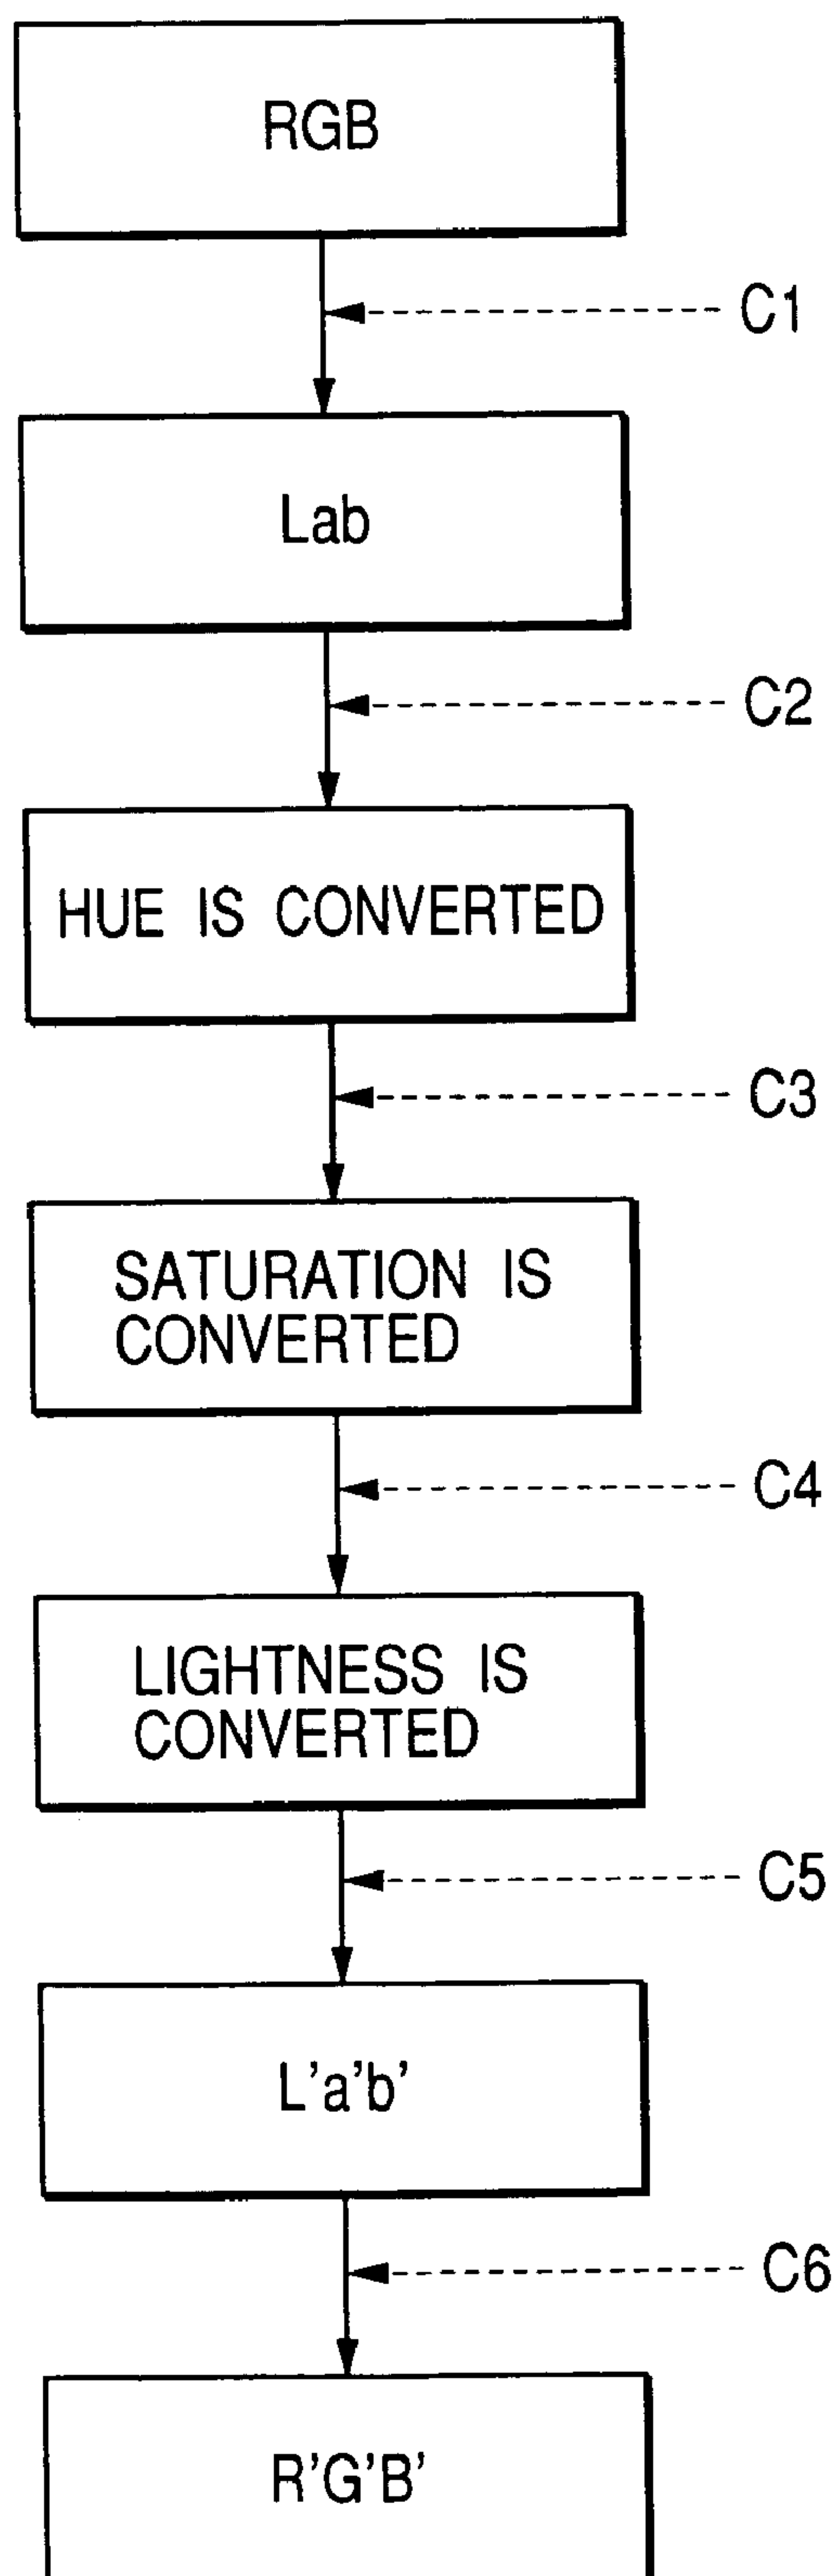 RGB
C1
Lab
C2
HUE IS CONVERTED
C3
SATURATION IS
CONVERTED
C4
LIGHTNESS IS
CONVERTED
C5
L'a'b'
C6
R'G'B'